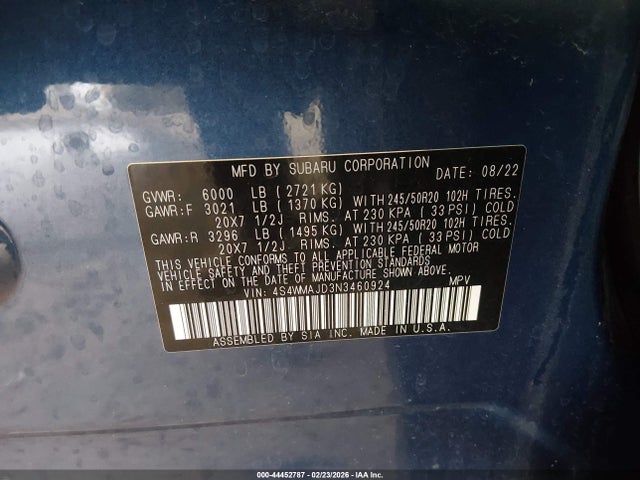 MFD BY SUBARU CORPORATION DATE: 08/22
GVWR: 6000 LB ( 2721 KG)
GAWR:F 3021 LB ( 1370 KG) WITH 245/50R20 102H TIRES.
20X7 1/2J RIMS. AT 230 KPA ( 33 PSI) COLD
GAWR:R 3296 LB ( 1495 KG) WITH 245/50R20 102H TIRES.
20X7 1/2J RIMS. AT 230 KPA ( 33 PSI) COLD
THIS VEHICLE CONFORMS TO ALL APPLICABLE FEDERAL MOTOR
VEHICLE SAFETY AND THEFT PREVENTION STANDARDS
IN EFFECT ON THE DATE OF MANUFACTURE SHOWN ABOVE.
VIN: 4S4WMAJD3N3460924 MPV
ASSEMBLED BY SIA INC. MADE IN U.S.A.
000-44452787 - 02/23/2026 - IAA Inc.